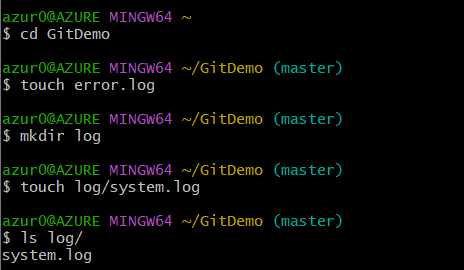 azur0@AZURE MINGW64 ~
$ cd GitDemo
azur0@AZURE MINGW64 ~/GitDemo (master)
$ touch error.log
azur0@AZURE MINGW64 ~/GitDemo (master)
$ mkdir log
azur0@AZURE MINGW64 ~/GitDemo (master)
$ touch log/system.log
azur0@AZURE MINGW64 ~/GitDemo (master)
$ ls log/
system.log